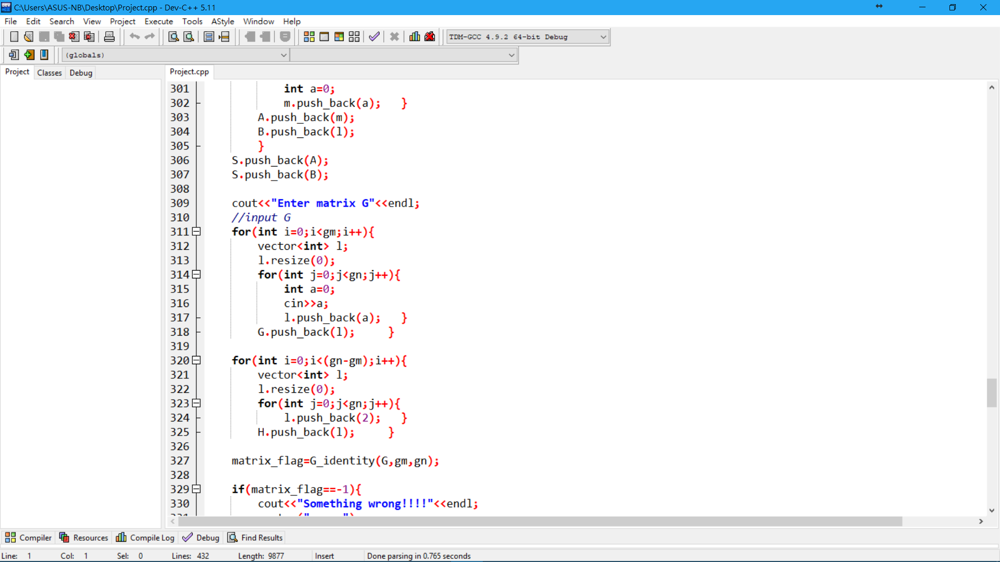 C:\Users\ASUS-NB\Desktop\Project.cpp - Dev-C++ 5.11
File Edit Search View Project Execute Tools AStyle Window Help
TDM-GCC 4.9.2 64-bit Debug
(globals)
Project Classes Debug
Project.cpp
301 int a=0;
302 m.push_back(a); }
303 A.push_back(m);
304 B.push_back(l);
305 }
306 S.push_back(A);
307 S.push_back(B);
308
309 cout<<"Enter matrix G"<<endl;
310 //input G
311 for(int i=0;i<gm;i++){
312 vector<int> l;
313 l.resize(0);
314 for(int j=0;j<gn;j++){
315 int a=0;
316 cin>>a;
317 l.push_back(a); }
318 G.push_back(l); }
319
320 for(int i=0;i<(gn-gm);i++){
321 vector<int> l;
322 l.resize(0);
323 for(int j=0;j<gn;j++){
324 l.push_back(2); }
325 H.push_back(l); }
326
327 matrix_flag=G_identity(G,gm,gn);
328
329 if(matrix_flag==-1){
330 cout<<"Something wrong!!!!"<<endl;
Compiler Resources Compile Log Debug Find Results
Line: 1 Col: 1 Sel: 0 Lines: 432 Length: 9877 Insert Done parsing in 0.765 seconds